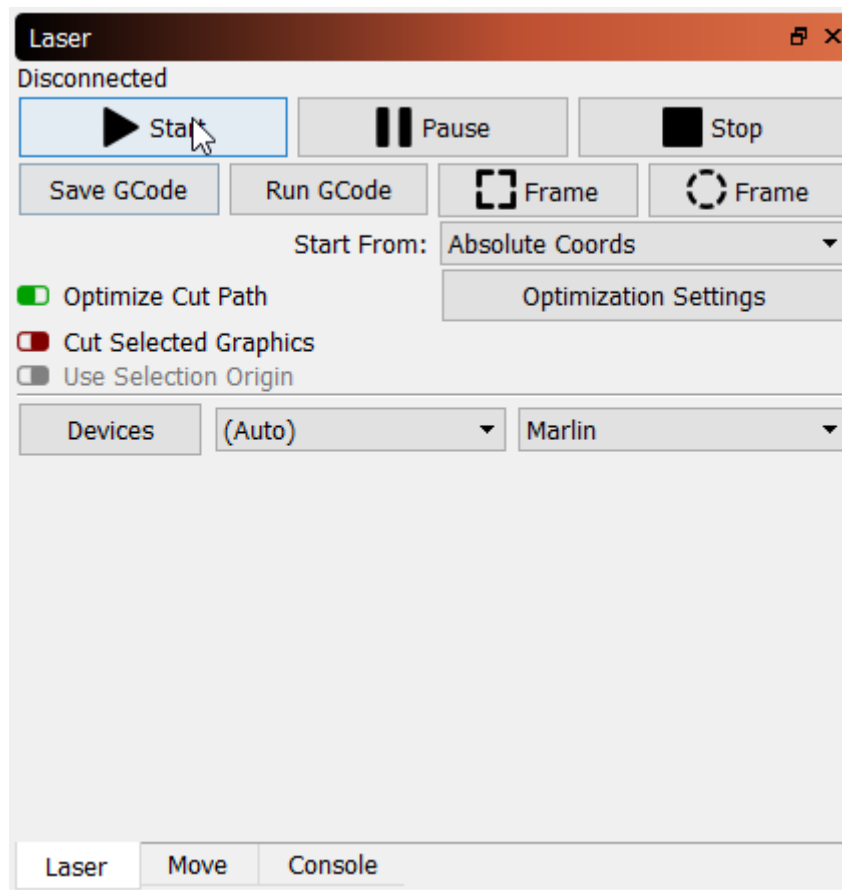 Laser
Disconnected
Start Pause Stop
Save GCode Run GCode Frame Frame
Start From: Absolute Coords
Optimize Cut Path Optimization Settings
Cut Selected Graphics
Use Selection Origin
Devices (Auto) Marlin
Laser Move Console